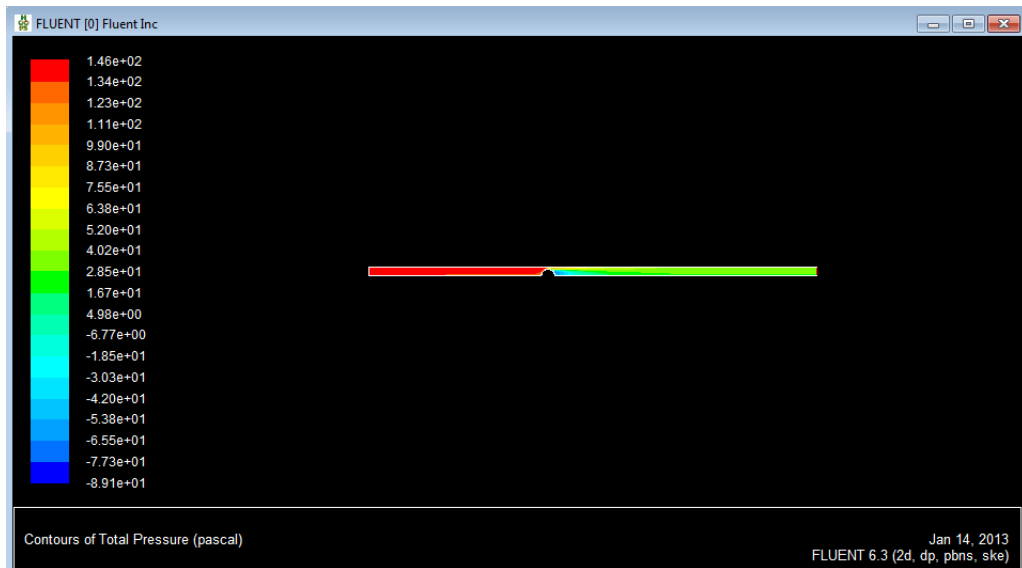 FLUENT [0] Fluent Inc
1.46e+02
1.34e+02
1.23e+02
1.11e+02
9.90e+01
8.73e+01
7.55e+01
6.38e+01
5.20e+01
4.02e+01
2.85e+01
1.67e+01
4.98e+00
-6.77e+00
-1.85e+01
-3.03e+01
-4.20e+01
-5.38e+01
-6.55e+01
-7.73e+01
-8.91e+01
Contours of Total Pressure (pascal)
Jan 14, 2013
FLUENT 6.3 (2d, dp, pbns, ske)